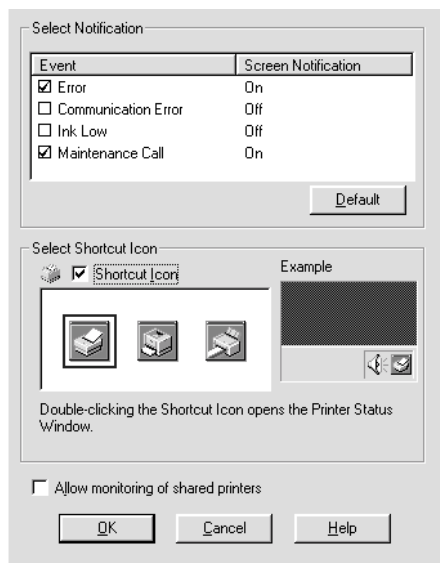 Select Notification
Event Screen Notification
Error On
Communication Error Off
Ink Low Off
Maintenance Call On
Default
Select Shortcut Icon
Shortcut Icon
Example
Double-clicking the Shortcut Icon opens the Printer Status
Window.
Allow monitoring of shared printers
OK Cancel Help